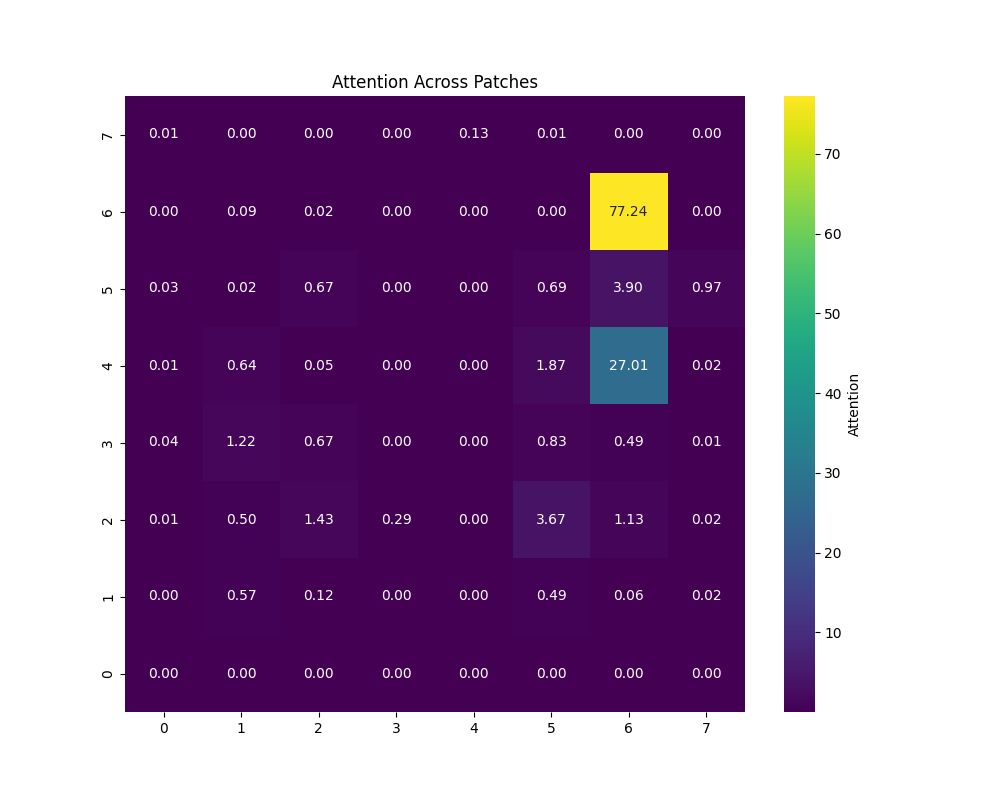 Attention Across Patches
7 0.01 0.00 0.00 0.00 0.13 0.01 0.00 0.00
6 0.00 0.09 0.02 0.00 0.00 0.00 77.24 0.00
5 0.03 0.02 0.67 0.00 0.00 0.69 3.90 0.97
4 0.01 0.64 0.05 0.00 0.00 1.87 27.01 0.02
3 0.04 1.22 0.67 0.00 0.00 0.83 0.49 0.01
2 0.01 0.50 1.43 0.29 0.00 3.67 1.13 0.02
1 0.00 0.57 0.12 0.00 0.00 0.49 0.06 0.02
0 0.00 0.00 0.00 0.00 0.00 0.00 0.00 0.00
0 1 2 3 4 5 6 7
70
60
50
40
30
20
10
Attention